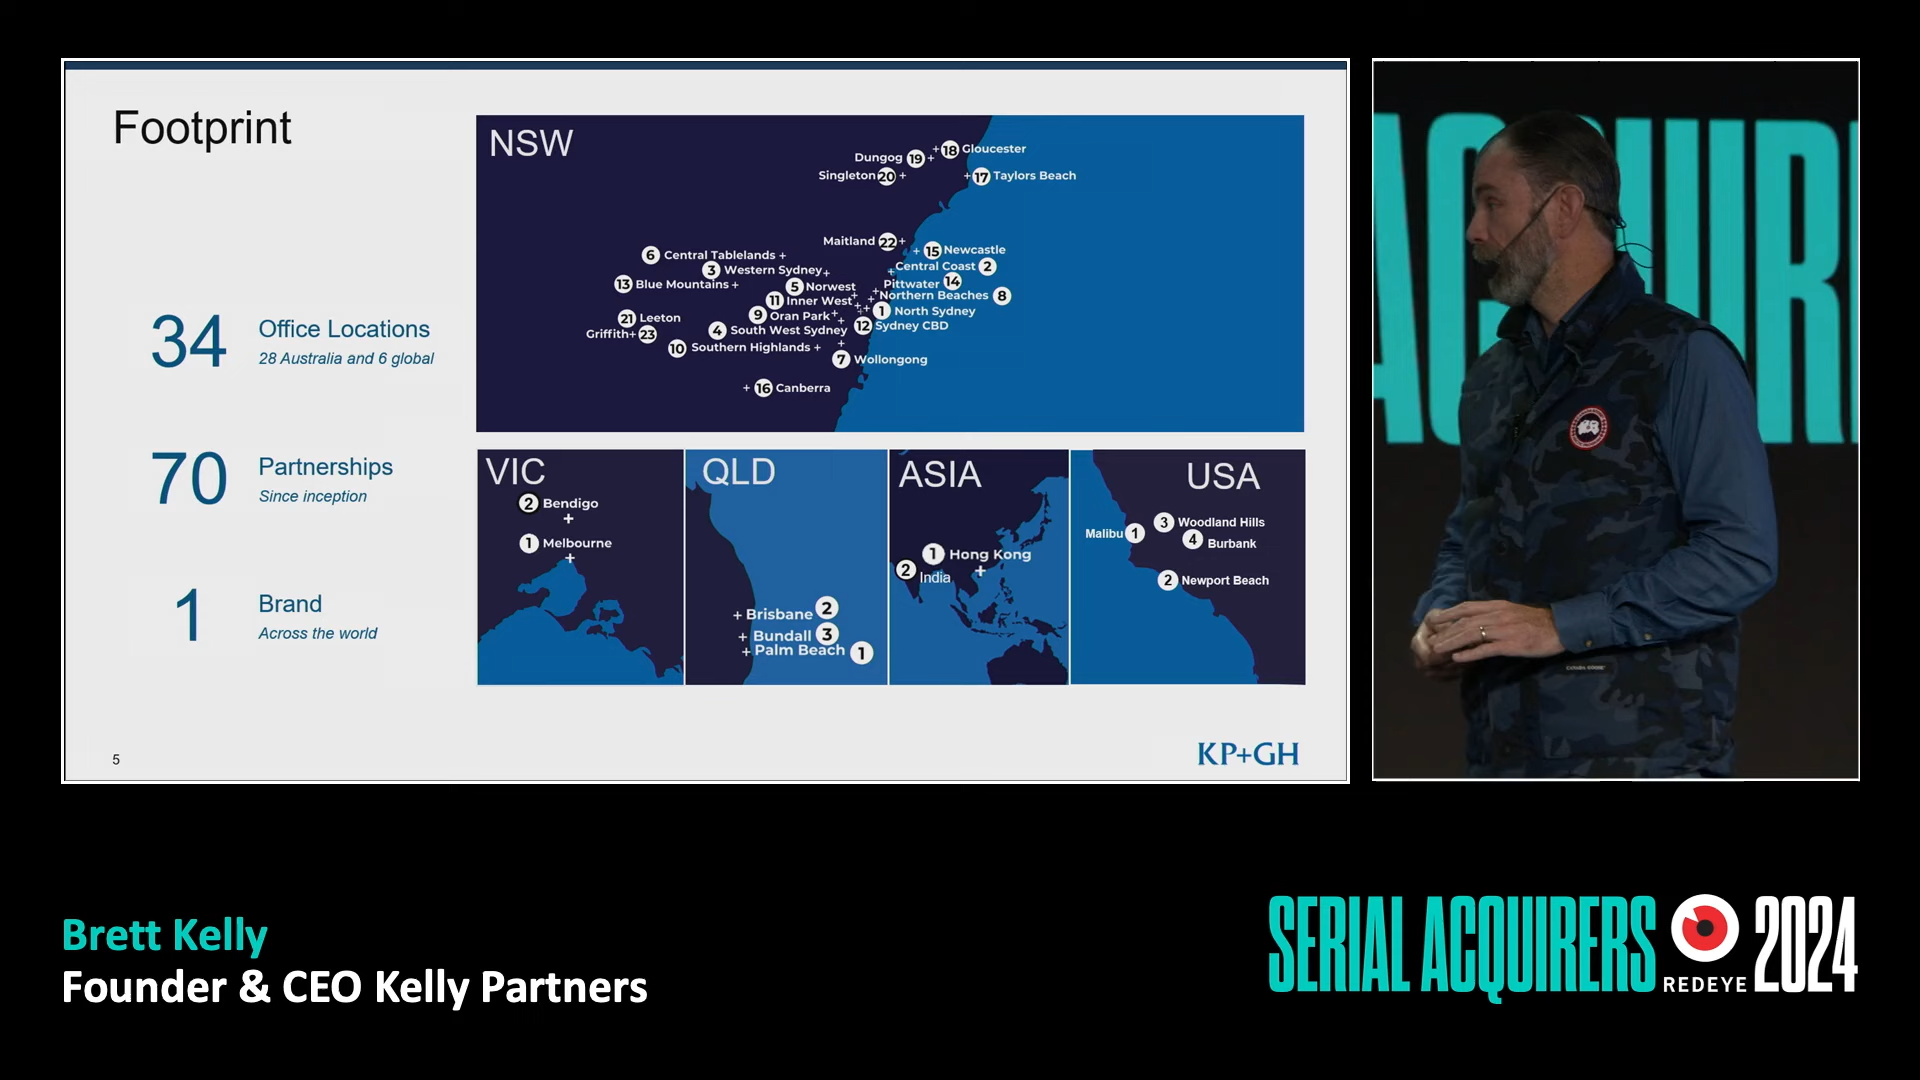 Footprint
34
Office Locations
28 Australia and 6 global
70
Partnerships
Since inception
1
Brand
Across the world
NSW
+ 18 Gloucester
Dungog 19 +
Singleton 20 +
+ 17 Taylors Beach
Maitland 22 +
+ 15 Newcastle
6 Central Tablelands +
Central Coast 2
3 Western Sydney +
13 Blue Mountains +
Pittwater 14
5 Norwest
Northern Beaches 8
11 Inner West
1 North Sydney
9 Oran Park +
21 Leeton
12 Sydney CBD
4 South West Sydney
Griffith + 23
10 Southern Highlands +
7 Wollongong
+ 16 Canberra
VIC
2 Bendigo
+
1 Melbourne
+
QLD
+ Brisbane 2
+ Bundall 3
+ Palm Beach 1
ASIA
1 Hong Kong
+
2 India
USA
3 Woodland Hills
Malibu 1
4 Burbank
2 Newport Beach
5
KP+GH
ACQUIR
Brett Kelly
Founder & CEO Kelly Partners
SERIAL ACQUIRERS REDEYE 2024